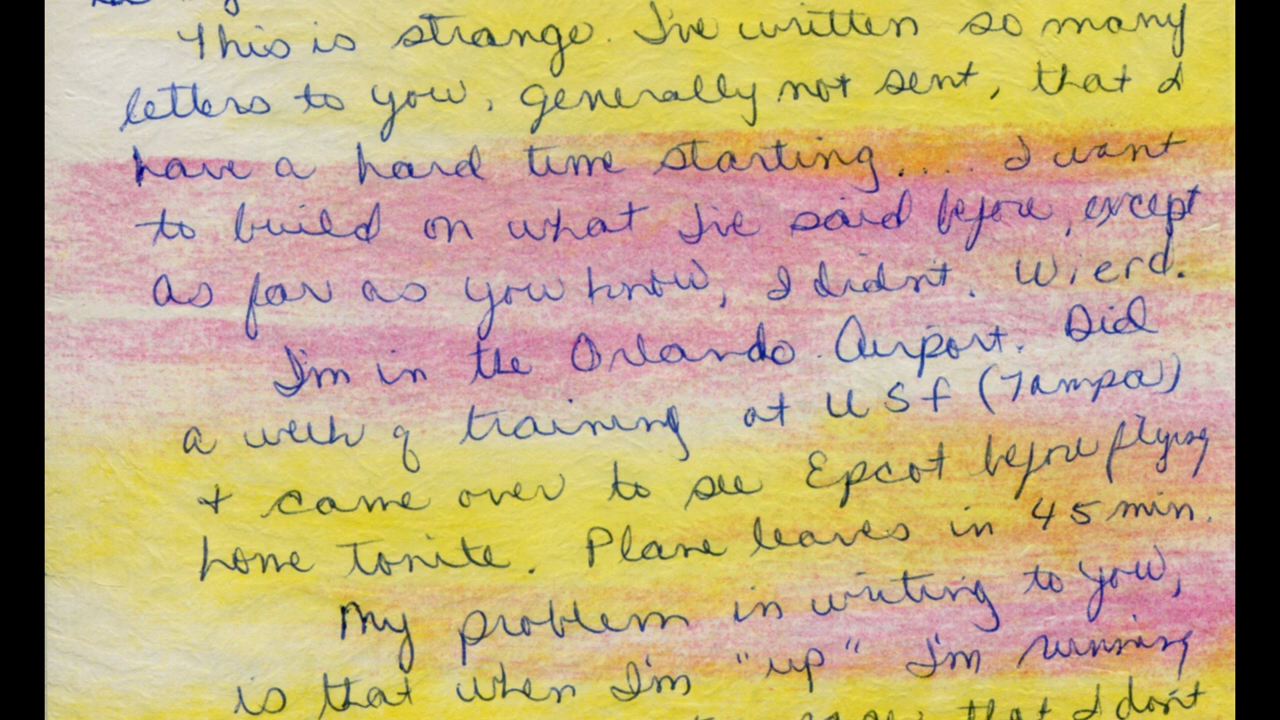 This is strange. I've written so many
letters to you, generally not sent, that I
have a hard time starting.... I want
to build on what I've said before, except
as far as you know, I didn't. Wierd.
I'm in the Orlando Airport. Did
a week of training at USF (Tampa)
+ came over to see Epcot before flying
home tonite. Plane leaves in 45 min.
My problem in writing to you,
is that when I'm "up" I'm running
that I don't